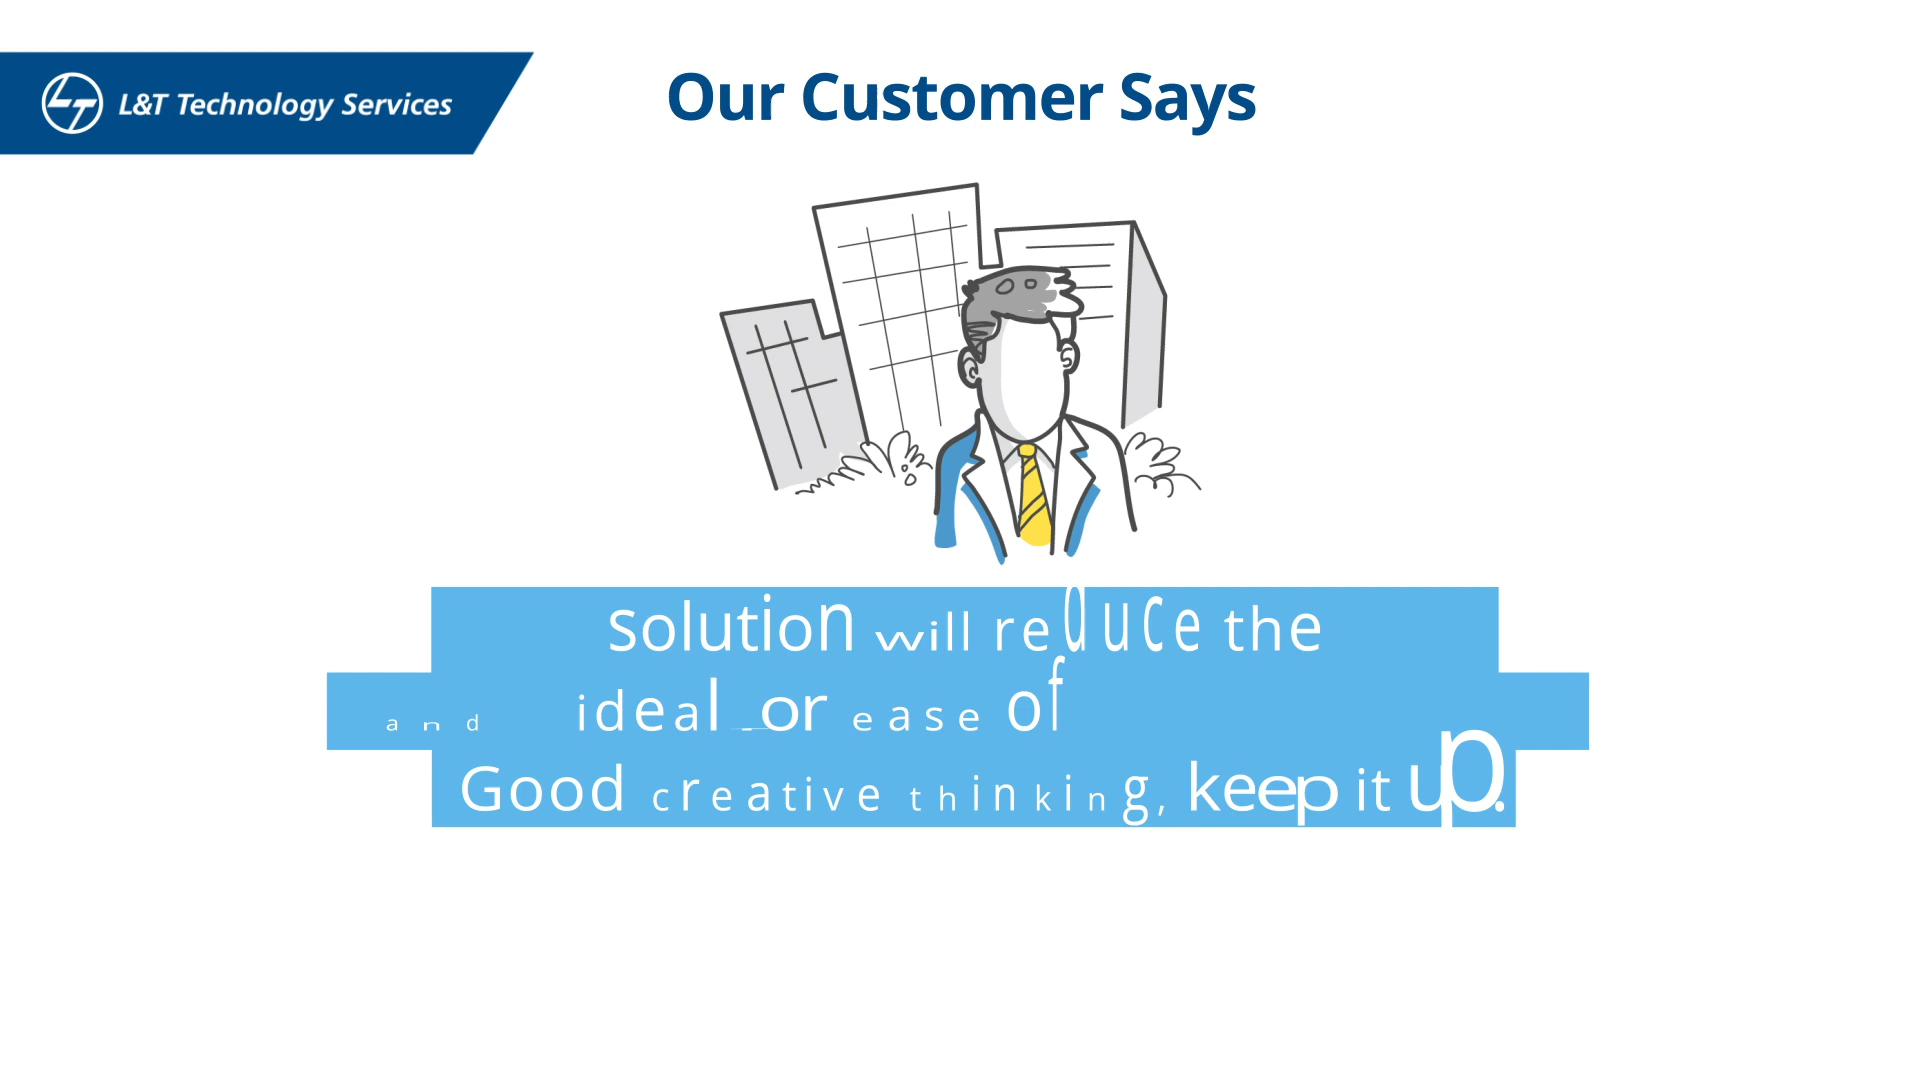 L&T Technology Services
Our Customer Says
solution will reduce the
and ideal for ease of
Good creative thinking, keep it up.